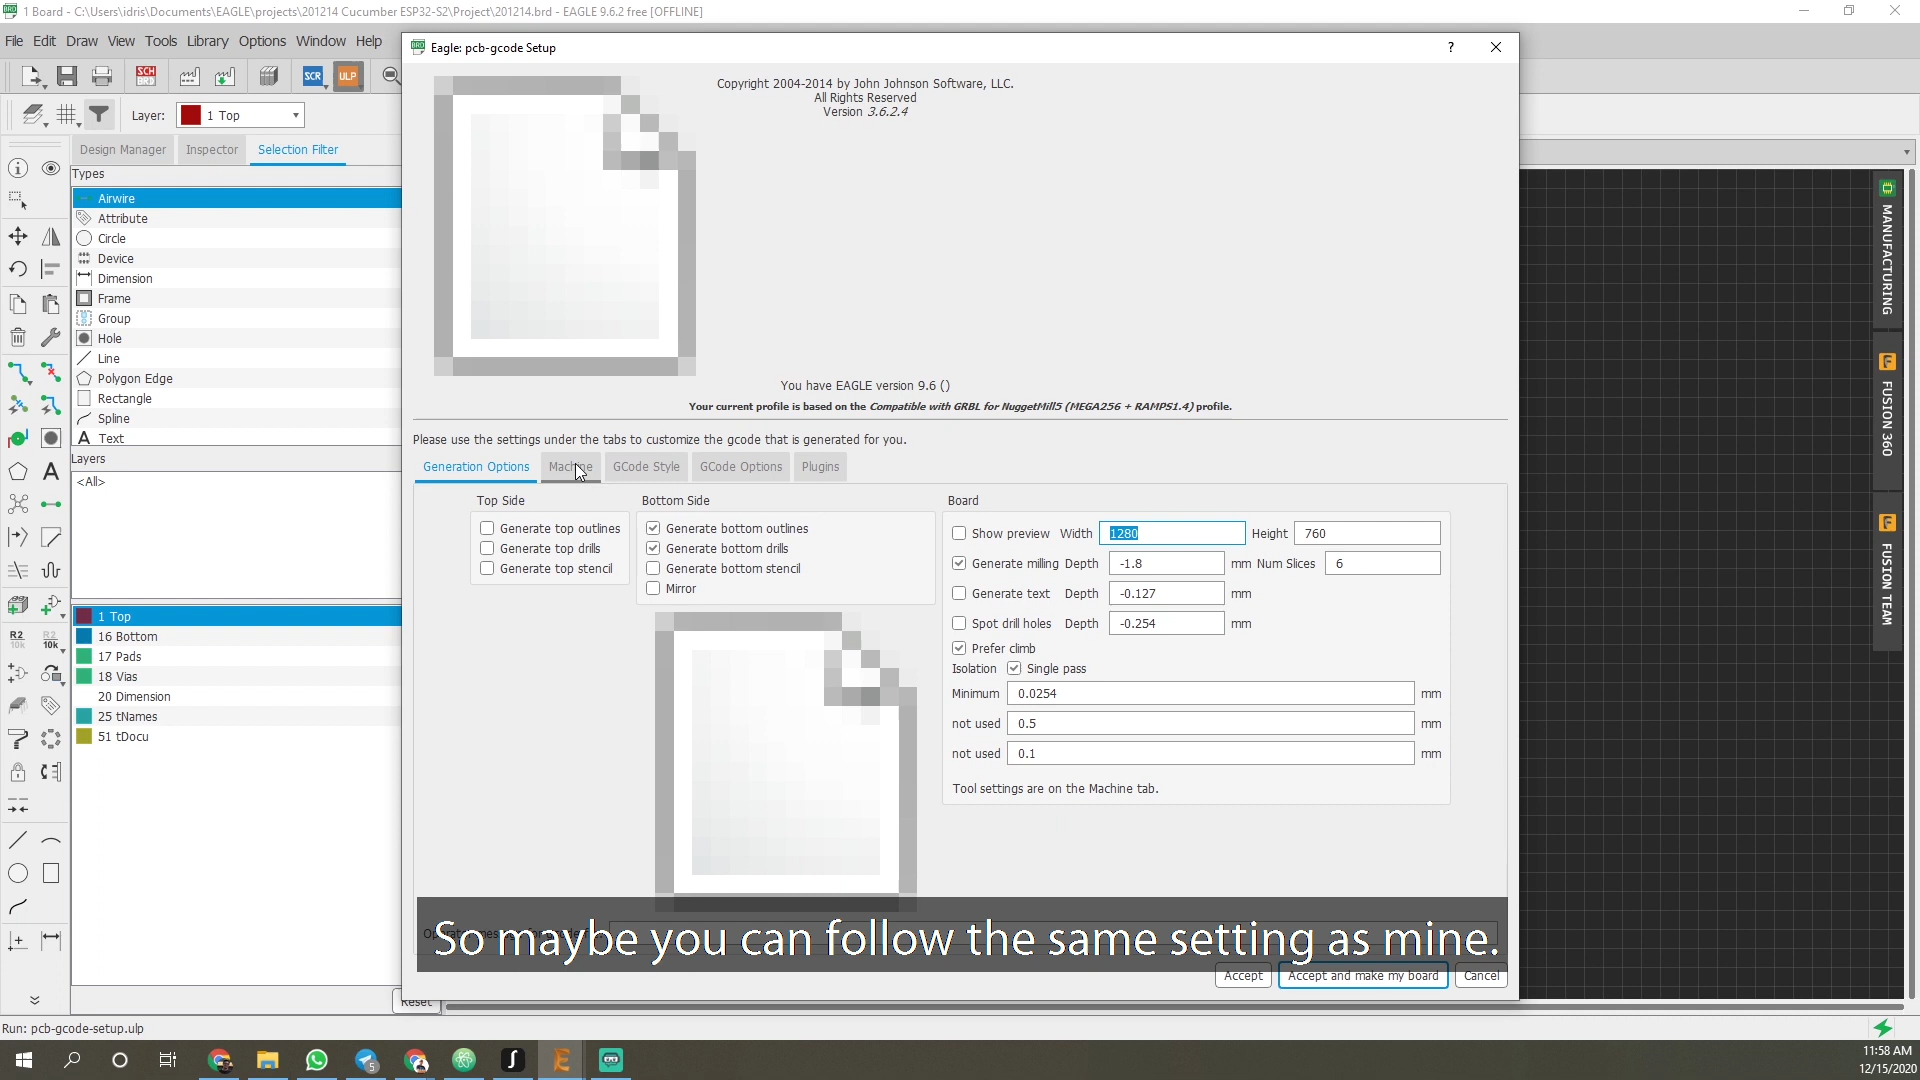 1 Board - C:\Users\idris\Documents\EAGLE\projects\201214 Cucumber ESP32-S2\Project\201214.brd - EAGLE 9.6.2 free [OFFLINE]
File Edit Draw View Tools Library Options Window Help
Eagle: pcb-gcode Setup
?
SCH
BRD
SCR
ULP
Layer:
1 Top
Design Manager
Inspector
Selection Filter
Types
Airwire
Attribute
Circle
Device
Dimension
Frame
Group
Hole
Line
Polygon Edge
Rectangle
Spline
Text
Layers
<All>
1 Top
16 Bottom
17 Pads
18 Vias
20 Dimension
25 tNames
51 tDocu
R2
10k
R2
10k
Copyright 2004-2014 by John Johnson Software, LLC.
All Rights Reserved
Version 3.6.2.4
You have EAGLE version 9.6 ()
Your current profile is based on the Compatible with GRBL for NuggetMill5 (MEGA256 + RAMPS1.4) profile.
Please use the settings under the tabs to customize the gcode that is generated for you.
Generation Options
Machine
GCode Style
GCode Options
Plugins
Top Side
Generate top outlines
Generate top drills
Generate top stencil
Bottom Side
Generate bottom outlines
Generate bottom drills
Generate bottom stencil
Mirror
Board
Show preview Width 1280 Height 760
Generate milling Depth -1.8 mm Num Slices 6
Generate text Depth -0.127 mm
Spot drill holes Depth -0.254 mm
Prefer climb
Isolation Single pass
Minimum 0.0254 mm
not used 0.5 mm
not used 0.1 mm
Tool settings are on the Machine tab.
So maybe you can follow the same setting as mine.
Accept
Accept and make my board
Cancel
Reset
MANUFACTURING
FUSION 360
FUSION TEAM
Run: pcb-gcode-setup.ulp
11:58 AM
12/15/2020